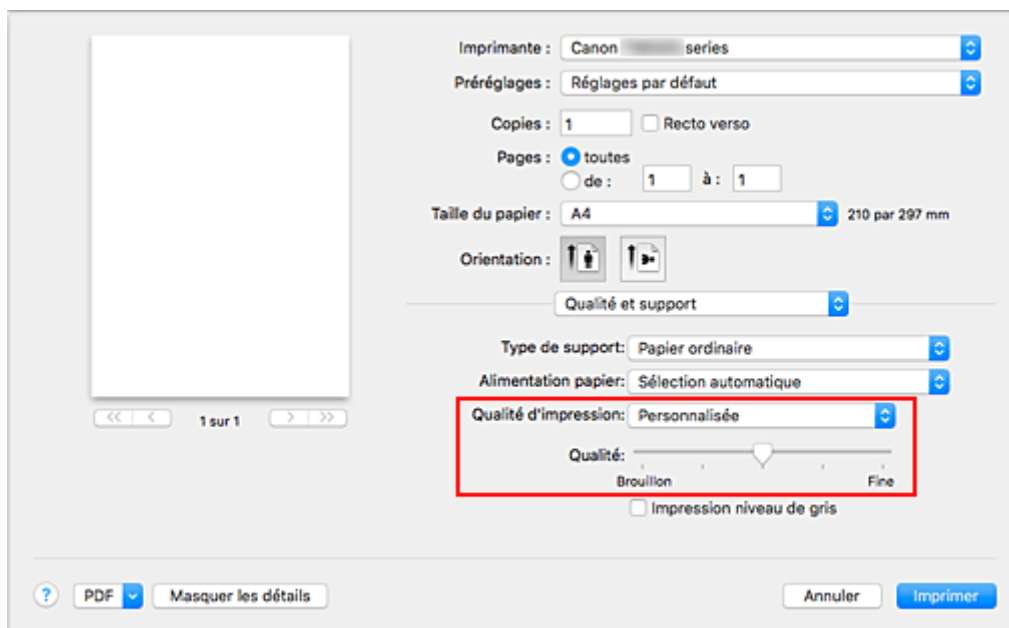 Imprimante : Canon series
Préréglages : Réglages par défaut
Copies : 1 Recto verso
Pages : toutes
de : 1 à : 1
Taille du papier : A4 210 par 297 mm
Orientation :
Qualité et support
Type de support: Papier ordinaire
Alimentation papier: Sélection automatique
Qualité d'impression: Personnalisée
Qualité:
Brouillon Fine
Impression niveau de gris
<< < 1 sur 1 > >>
? PDF Masquer les détails Annuler Imprimer